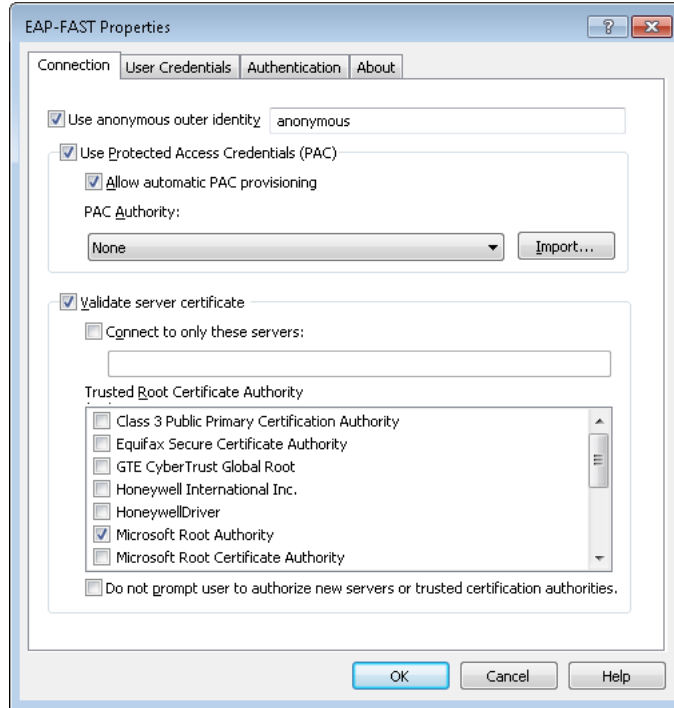 EAP-FAST Properties
Connection User Credentials Authentication About
Use anonymous outer identity anonymous
Use Protected Access Credentials (PAC)
Allow automatic PAC provisioning
PAC Authority:
None Import...
Validate server certificate
Connect to only these servers:
Trusted Root Certificate Authority
Class 3 Public Primary Certification Authority
Equifax Secure Certificate Authority
GTE CyberTrust Global Root
Honeywell International Inc.
HoneywellDriver
Microsoft Root Authority
Microsoft Root Certificate Authority
Do not prompt user to authorize new servers or trusted certification authorities.
OK Cancel Help